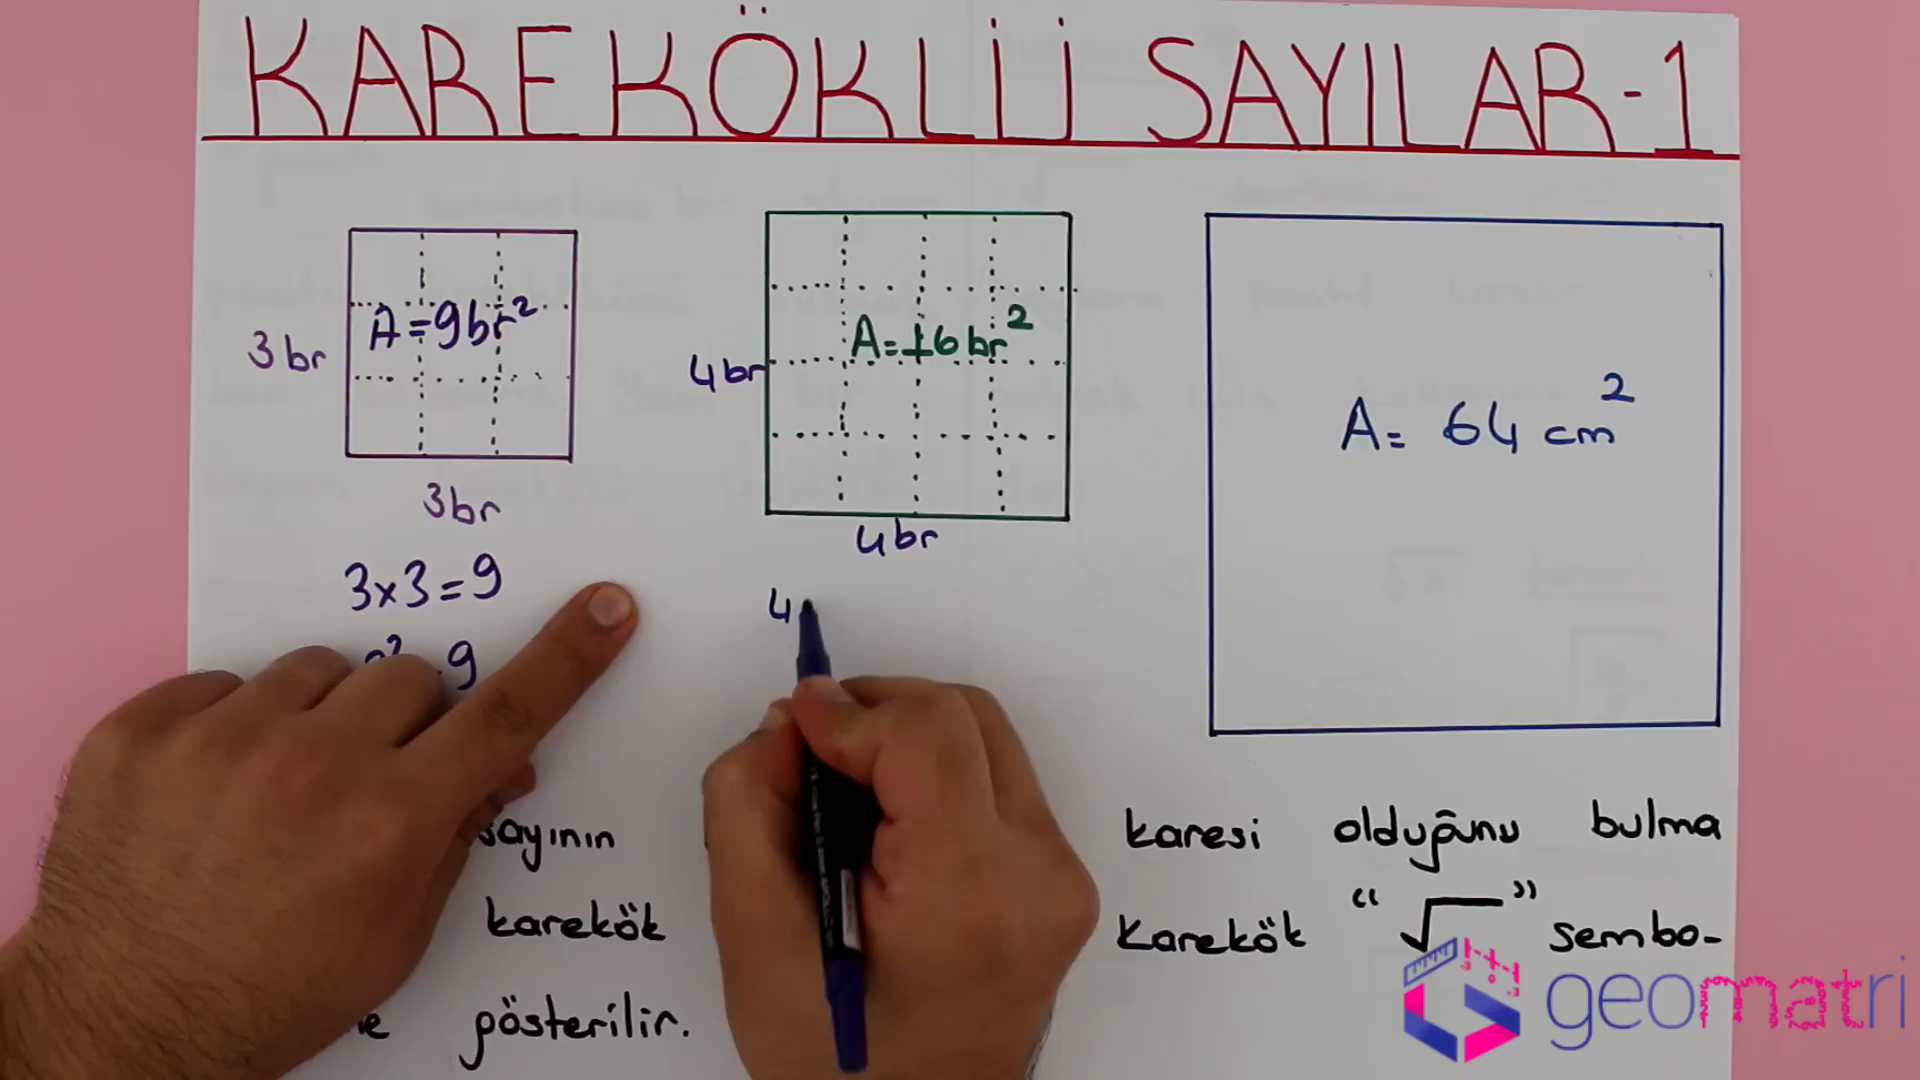 KAREKÖKLÜ SAYILAR-1
A=9br²
3br
3br
3x3=9
A=16br²
4br
4br
4
A= 64 cm²
sayının karesi olduğunu bulma
karekök Karekök "√" sembo-
gösterilir.
geomatri